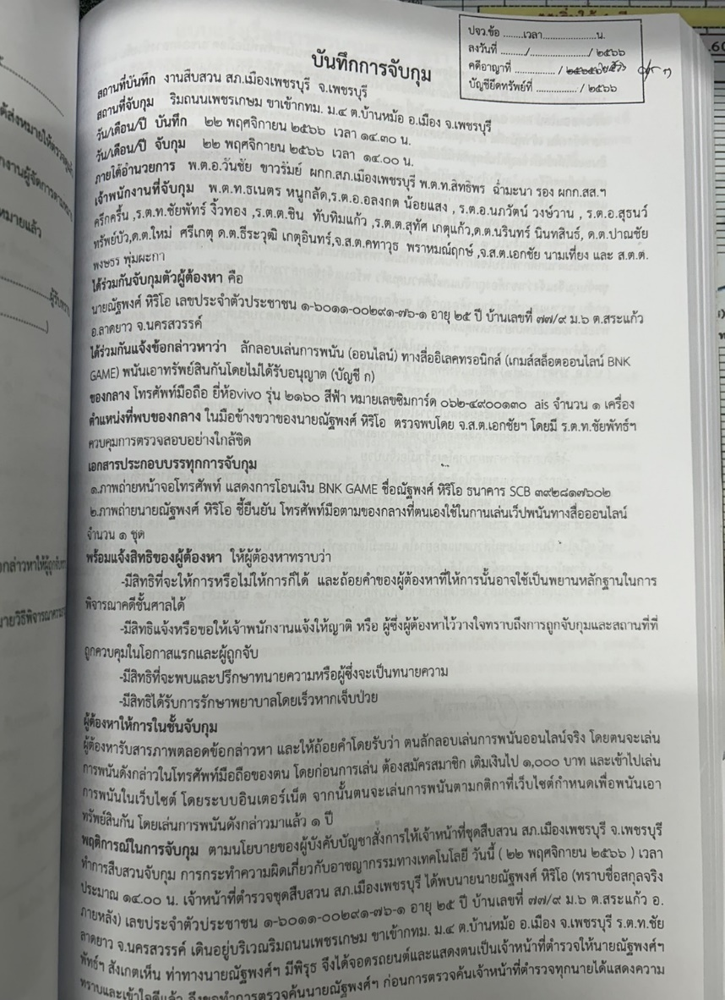 ปจว.ข้อ ........เวลา......................น.
ลงวันที่ ........../......................./ ๒๕๖๖
คดีอาญาที่ ................ /
บัญชียึดทรัพย์ที่ ................ / ๒๕๖๖
บันทึกการจับกุม
สถานที่บันทึก งานสืบสวน สภ.เมืองเพชรบุรี จ.เพชรบุรี
สถานที่จับกุม ริมถนนเพชรเกษม ขาเข้ากทม. ม.๔ ต.บ้านหม้อ อ.เมือง จ.เพชรบุรี
วัน/เดือน/ปี บันทึก ๒๒ พฤศจิกายน ๒๕๖๖ เวลา ๑๔.๓๐ น.
วัน/เดือน/ปี จับกุม ๒๒ พฤศจิกายน ๒๕๖๖ เวลา ๑๔.๐๐ น.
ภายใต้อำนวยการ พ.ต.อ.วันชัย ขาวรัมย์ ผกก.สภ.เมืองเพชรบุรี พ.ต.ท.สิทธิพร ฉ่ำมะนา รอง ผกก.สส.ฯ
เจ้าพนักงานที่จับกุม พ.ต.ท.ธเนตร หนูกลัด,ร.ต.อ.อลงกต น้อยแสง , ร.ต.อ.นภวัตน์ วงษ์วาน , ร.ต.อ.สุธนว์
ครึกครื้น ,ร.ต.ท.ชัยพัทร์ งิ้วทอง ,ร.ต.ต.ชิน ทับทิมแก้ว ,ร.ต.ต.สุทัศ เกตุแก้ว,ด.ต.นรินทร์ นินทสินธ์, ด.ต.ปาณชัย
ทรัพย์บัว,ด.ต.ใหม่ ศรีเกตุ ด.ต.ธีระวุฒิ เกตุอินทร์,จ.ส.ต.คทาวุธ พราหมณ์ฤกษ์ ,จ.ส.ต.เอกชัย นามเที่ยง และ ส.ต.ต.
พงษธร พุ่มผะกา
ได้ร่วมกันจับกุมตัวผู้ต้องหา คือ
นายณัฐพงศ์ หิริโอ เลขประจำตัวประชาชน ๑-๖๐๑๑-๐๐๒๙๑-๗๖-๑ อายุ ๒๕ ปี บ้านเลขที่ ๗๗/๙ ม.๖ ต.สระแก้ว
อ.ลาดยาว จ.นครสวรรค์
ได้ร่วมกันแจ้งข้อกล่าวหาว่า ลักลอบเล่นการพนัน (ออนไลน์) ทางสื่ออิเลคทรอนิกส์ (เกมส์สล็อตออนไลน์ BNK
GAME) พนันเอาทรัพย์สินกันโดยไม่ได้รับอนุญาต (บัญชี ก)
ของกลาง โทรศัพท์มือถือ ยี่ห้อvivo รุ่น ๒๑๖๐ สีฟ้า หมายเลขซิมการ์ด ๐๖๒-๔๙๐๐๑๓๐ ais จำนวน ๑ เครื่อง
ตำแหน่งที่พบของกลาง ในมือข้างขวาของนายณัฐพงศ์ หิริโอ ตรวจพบโดย จ.ส.ต.เอกชัยฯ โดยมี ร.ต.ท.ชัยพัทธ์ฯ
ควบคุมการตรวจสอบอย่างใกล้ชิด
เอกสารประกอบบรรทุกการจับกุม
๑.ภาพถ่ายหน้าจอโทรศัพท์ แสดงการโอนเงิน BNK GAME ชื่อณัฐพงศ์ หิริโอ ธนาคาร SCB ๓๙๒๘๑๗๖๐๒
๒.ภาพถ่ายนายณัฐพงศ์ หิริโอ ชี้ยืนยัน โทรศัพท์มือตามของกลางที่ตนเองใช้ในกานเล่นเว็ปพนันทางสื่อออนไลน์
จำนวน ๑ ชุด
พร้อมแจ้งสิทธิของผู้ต้องหา ให้ผู้ต้องหาทราบว่า
-มีสิทธิที่จะให้การหรือไม่ให้การก็ได้ และถ้อยคำของผู้ต้องหาที่ให้การนั้นอาจใช้เป็นพยานหลักฐานในการ
พิจารณาคดีชั้นศาลได้
-มีสิทธิแจ้งหรือขอให้เจ้าพนักงานแจ้งให้ญาติ หรือ ผู้ซึ่งผู้ต้องหาไว้วางใจทราบถึงการถูกจับกุมและสถานที่ที่
ถูกควบคุมในโอกาสแรกและผู้ถูกจับ
-มีสิทธิที่จะพบและปรึกษาทนายความหรือผู้ซึ่งจะเป็นทนายความ
-มีสิทธิได้รับการรักษาพยาบาลโดยเร็วหากเจ็บป่วย
ผู้ต้องหาให้การในชั้นจับกุม
ผู้ต้องหารับสารภาพตลอดข้อกล่าวหา และให้ถ้อยคำโดยรับว่า ตนลักลอบเล่นการพนันออนไลน์จริง โดยตนจะเล่น
การพนันดังกล่าวในโทรศัพท์มือถือของตน โดยก่อนการเล่น ต้องสมัครสมาชิก เติมเงินไป ๑,๐๐๐ บาท และเข้าไปเล่น
การพนันในเว็บไซต์ โดยระบบอินเตอร์เน็ต จากนั้นตนจะเล่นการพนันตามกติกาที่เว็บไซต์กำหนดเพื่อพนันเอา
ทรัพย์สินกัน โดยเล่นการพนันดังกล่าวมาแล้ว ๑ ปี
พฤติการณ์ในการจับกุม ตามนโยบายของผู้บังคับบัญชาสั่งการให้เจ้าหน้าที่ชุดสืบสวน สภ.เมืองเพชรบุรี จ.เพชรบุรี
ทำการสืบสวนจับกุม การกระทำความผิดเกี่ยวกับอาชญากรรมทางเทคโนโลยี วันนี้ ( ๒๒ พฤศจิกายน ๒๕๖๖ ) เวลา
ประมาณ ๑๔.๐๐ น. เจ้าหน้าที่ตำรวจชุดสืบสวน สภ.เมืองเพชรบุรี ได้พบนายนายณัฐพงศ์ หิริโอ (ทราบชื่อสกุลจริง
ภายหลัง) เลขประจำตัวประชาชน ๑-๖๐๑๑-๐๐๒๙๑-๗๖-๑ อายุ ๒๕ ปี บ้านเลขที่ ๗๗/๙ ม.๖ ต.สระแก้ว อ.
ลาดยาว จ.นครสวรรค์ เดินอยู่บริเวณริมถนนเพชรเกษม ขาเข้ากทม. ม.๔ ต.บ้านหม้อ อ.เมือง จ.เพชรบุรี ร.ต.ท.ชัย
พัทธ์ฯ สังเกตเห็น ท่าทางนายณัฐพงศ์ฯ มีพิรุธ จึงได้จอดรถยนต์และแสดงตนเป็นเจ้าหน้าที่ตำรวจให้นายณัฐพงศ์ฯ
ทราบและเข้าใจดีแล้ว จึงขอทำการตรวจค้นนายณัฐพงศ์ฯ ก่อนการตรวจค้นเจ้าหน้าที่ตำรวจทุกนายได้แสดงความ